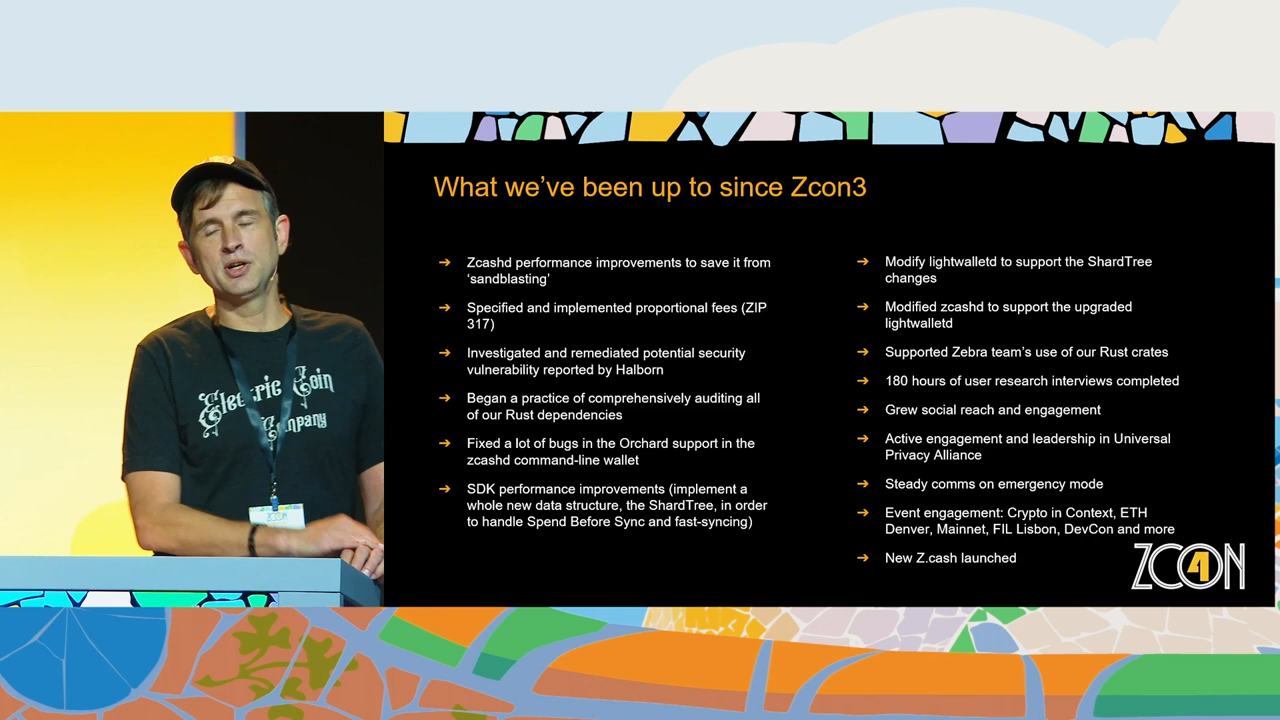 Electric Coin
Company
ZCON
What we've been up to since Zcon3
➔ Zcashd performance improvements to save it from
'sandblasting'
➔ Specified and implemented proportional fees (ZIP
317)
➔ Investigated and remediated potential security
vulnerability reported by Halborn
➔ Began a practice of comprehensively auditing all
of our Rust dependencies
➔ Fixed a lot of bugs in the Orchard support in the
zcashd command-line wallet
➔ SDK performance improvements (implement a
whole new data structure, the ShardTree, in order
to handle Spend Before Sync and fast-syncing)
➔ Modify lightwalletd to support the ShardTree
changes
➔ Modified zcashd to support the upgraded
lightwalletd
➔ Supported Zebra team's use of our Rust crates
➔ 180 hours of user research interviews completed
➔ Grew social reach and engagement
➔ Active engagement and leadership in Universal
Privacy Alliance
➔ Steady comms on emergency mode
➔ Event engagement: Crypto in Context, ETH
Denver, Mainnet, FIL Lisbon, DevCon and more
➔ New Z.cash launched
ZCON4